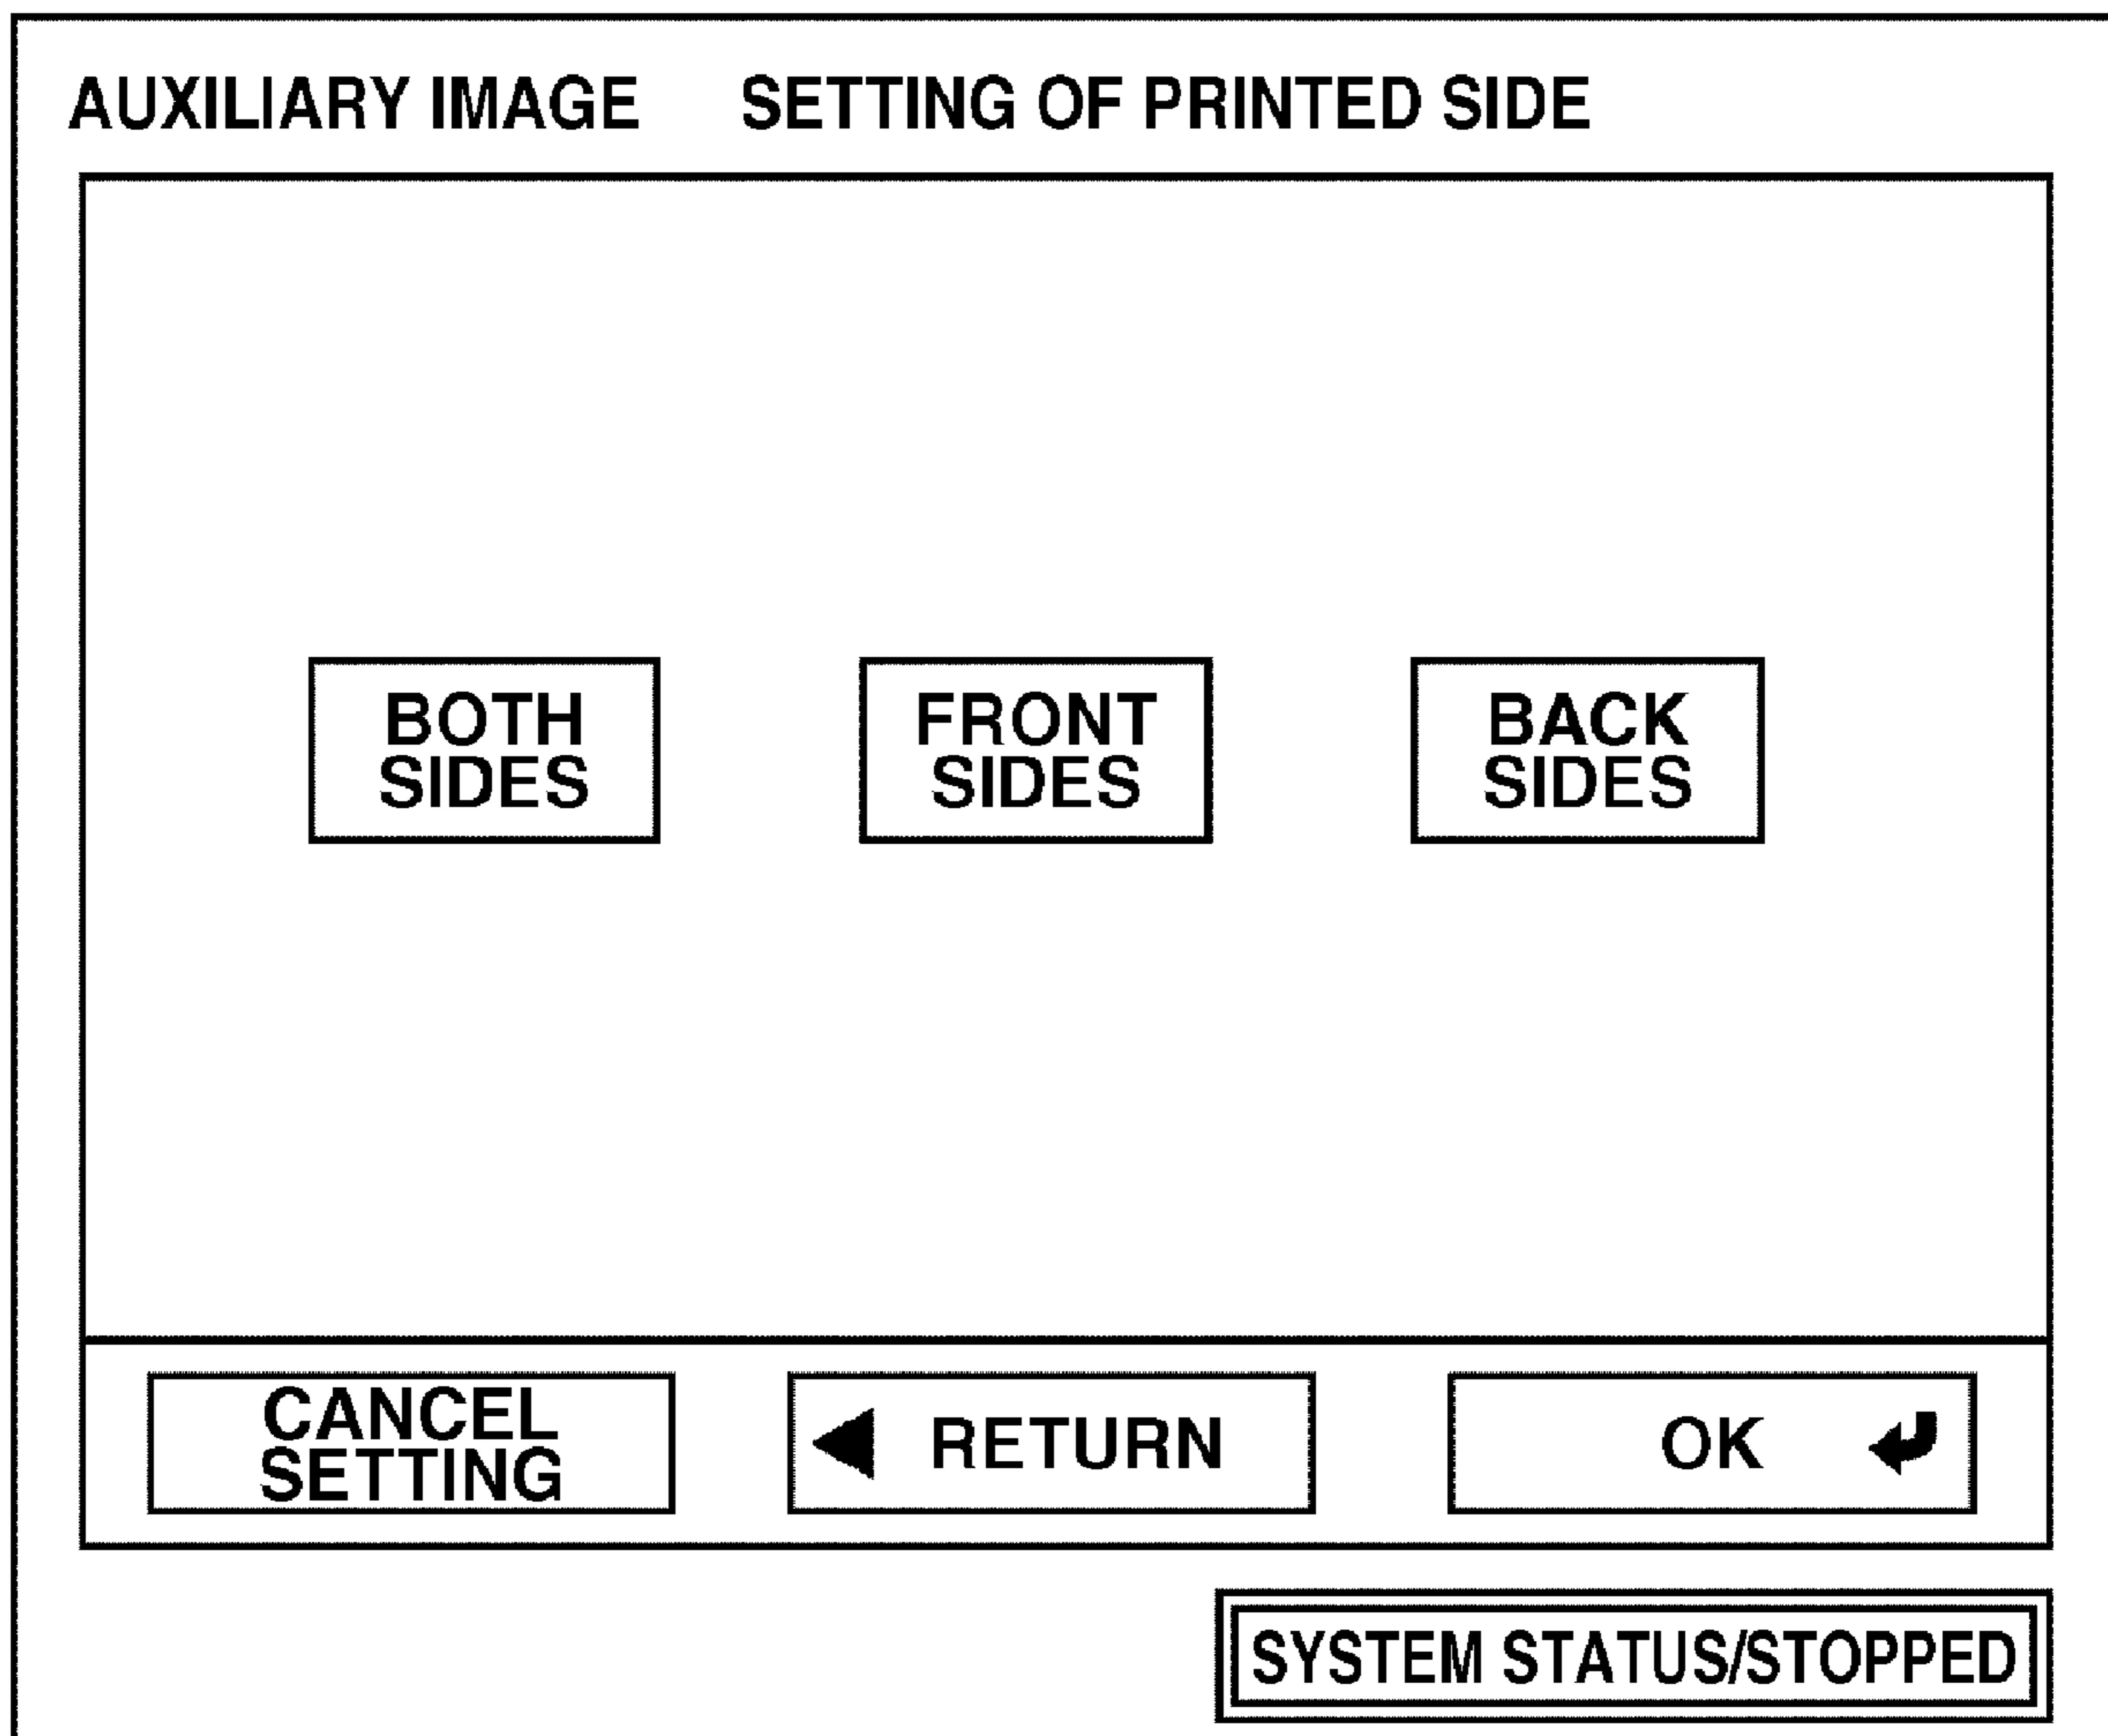 AUXILIARY IMAGE SETTING OF PRINTED SIDE
BOTH
SIDES
FRONT
SIDES
BACK
SIDES
CANCEL
SETTING
RETURN
OK
SYSTEM STATUS/STOPPED